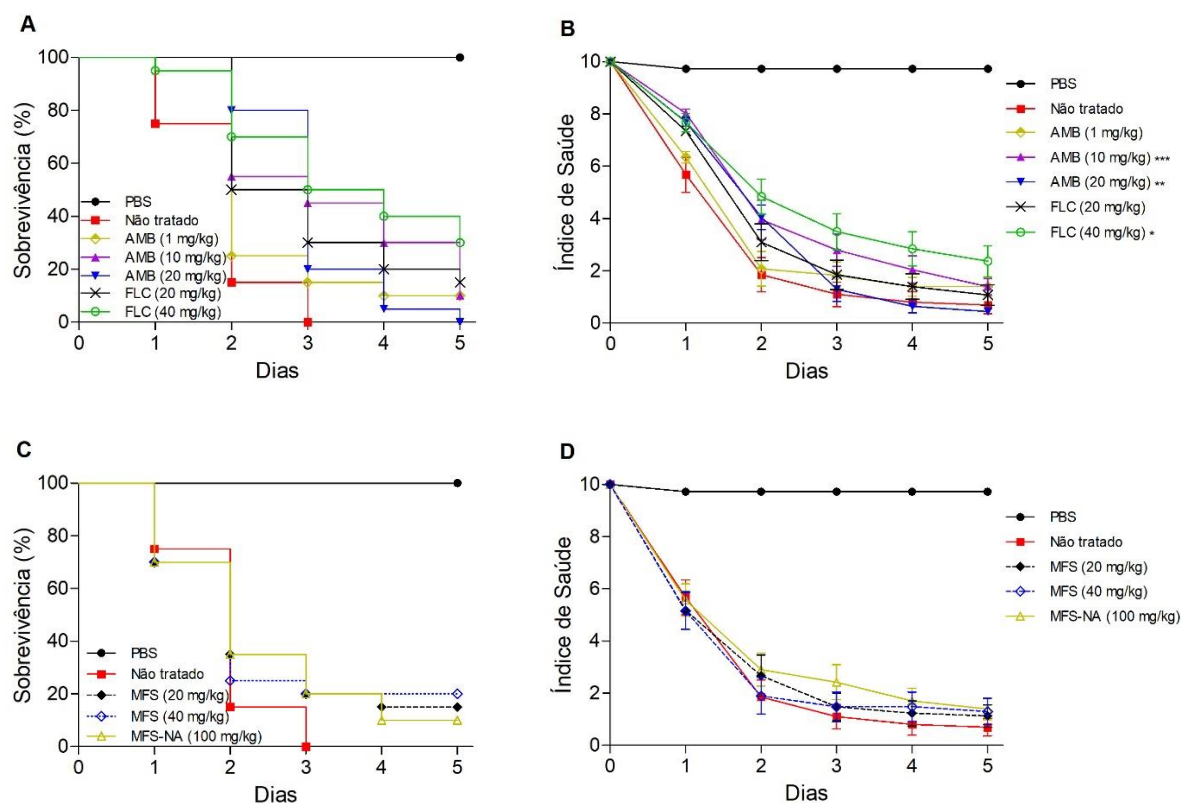 A
Sobrevivência (%)
100
80
60
40
20
0
PBS
Não tratado
AMB (1 mg/kg)
AMB (10 mg/kg)
AMB (20 mg/kg)
FLC (20 mg/kg)
FLC (40 mg/kg)
0 1 2 3 4 5
Dias
B
Índice de Saúde
10
8
6
4
2
0
0 1 2 3 4 5
Dias
PBS
Não tratado
AMB (1 mg/kg)
AMB (10 mg/kg) ***
AMB (20 mg/kg) **
FLC (20 mg/kg)
FLC (40 mg/kg) *
C
Sobrevivência (%)
100
80
60
40
20
0
PBS
Não tratado
MFS (20 mg/kg)
MFS (40 mg/kg)
MFS-NA (100 mg/kg)
0 1 2 3 4 5
Dias
D
Índice de Saúde
10
8
6
4
2
0
0 1 2 3 4 5
Dias
PBS
Não tratado
MFS (20 mg/kg)
MFS (40 mg/kg)
MFS-NA (100 mg/kg)